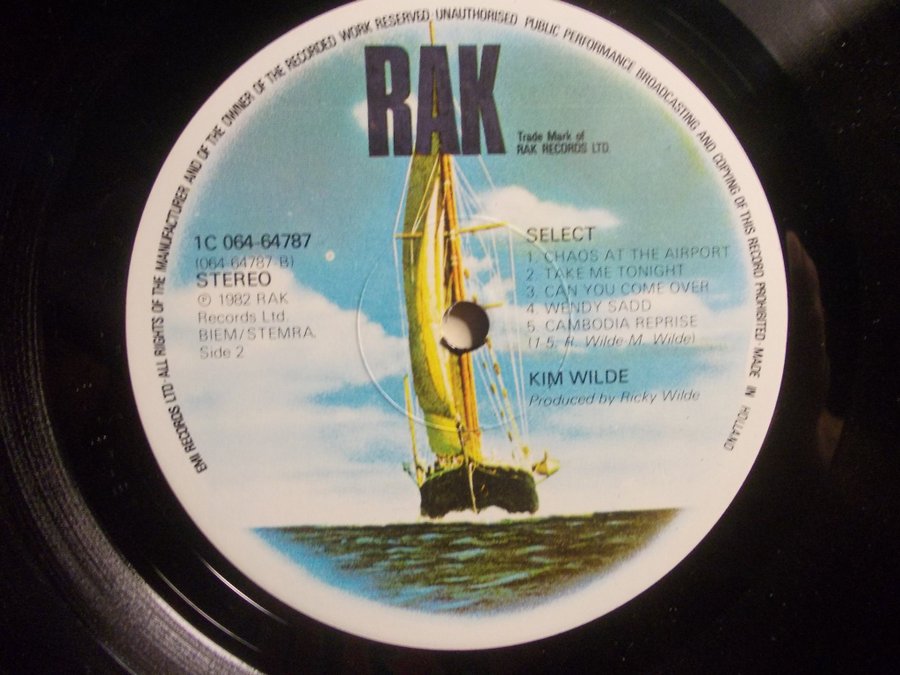 EMI RECORDS LTD·ALL RIGHTS OF THE MANUFACTURER AND OF THE OWNER OF THE RECORDED WORK RESERVED·UNAUTHORISED PUBLIC PERFORMANCE BROADCASTING AND COPYING OF THIS RECORD PROHIBITED·MADE IN HOLLAND
RAK
Trade Mark of
RAK RECORDS LTD.
1C 064-64787
(064-64787-B)
STEREO
℗ 1982 RAK
Records Ltd.
BIEM/STEMRA.
Side 2
SELECT
1. CHAOS AT THE AIRPORT
2. TAKE ME TONIGHT
3. CAN YOU COME OVER
4. WENDY SADD
5. CAMBODIA REPRISE
(1-5: R. Wilde-M. Wilde)
KIM WILDE
Produced by Ricky Wilde